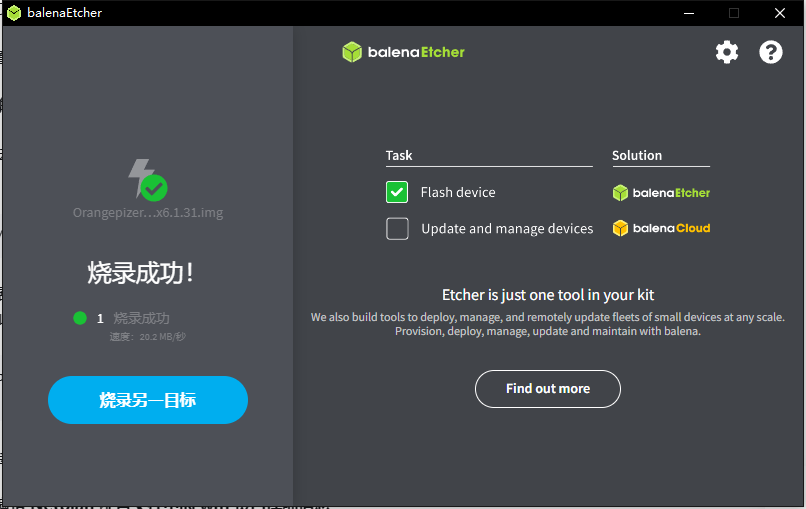 balenaEtcher
balenaEtcher
Orangepizer...x6.1.31.img
烧录成功！
1 烧录成功
速度：20.2 MB/秒
烧录另一目标
Task Solution
Flash device balenaEtcher
Update and manage devices balenaCloud
Etcher is just one tool in your kit
We also build tools to deploy, manage, and remotely update fleets of small devices at any scale.
Provision, deploy, manage, update and maintain with balena.
Find out more